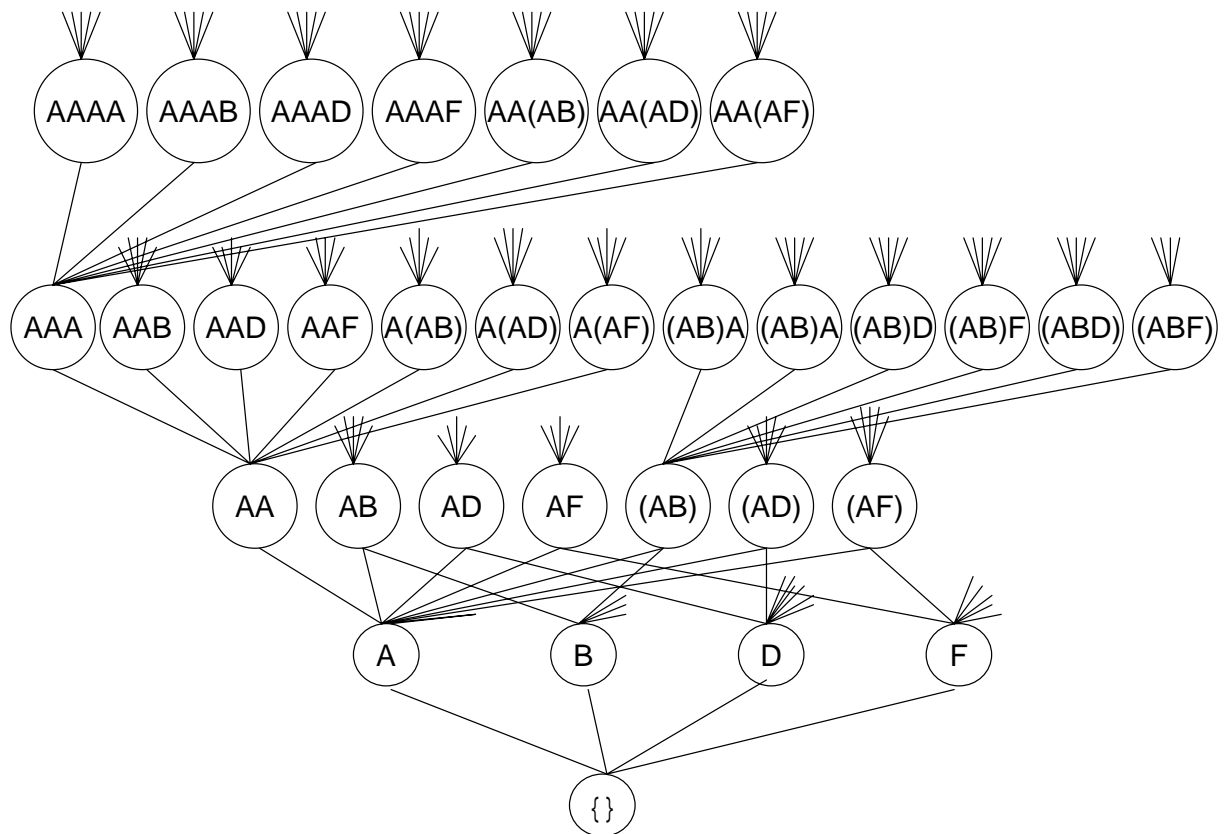 AAAA AAAB AAAD AAAF AA(AB) AA(AD) AA(AF)
AAA AAB AAD AAF A(AB) A(AD) A(AF) (AB)A (AB)A (AB)D (AB)F (ABD) (ABF)
AA AB AD AF (AB) (AD) (AF)
A B D F
{ }